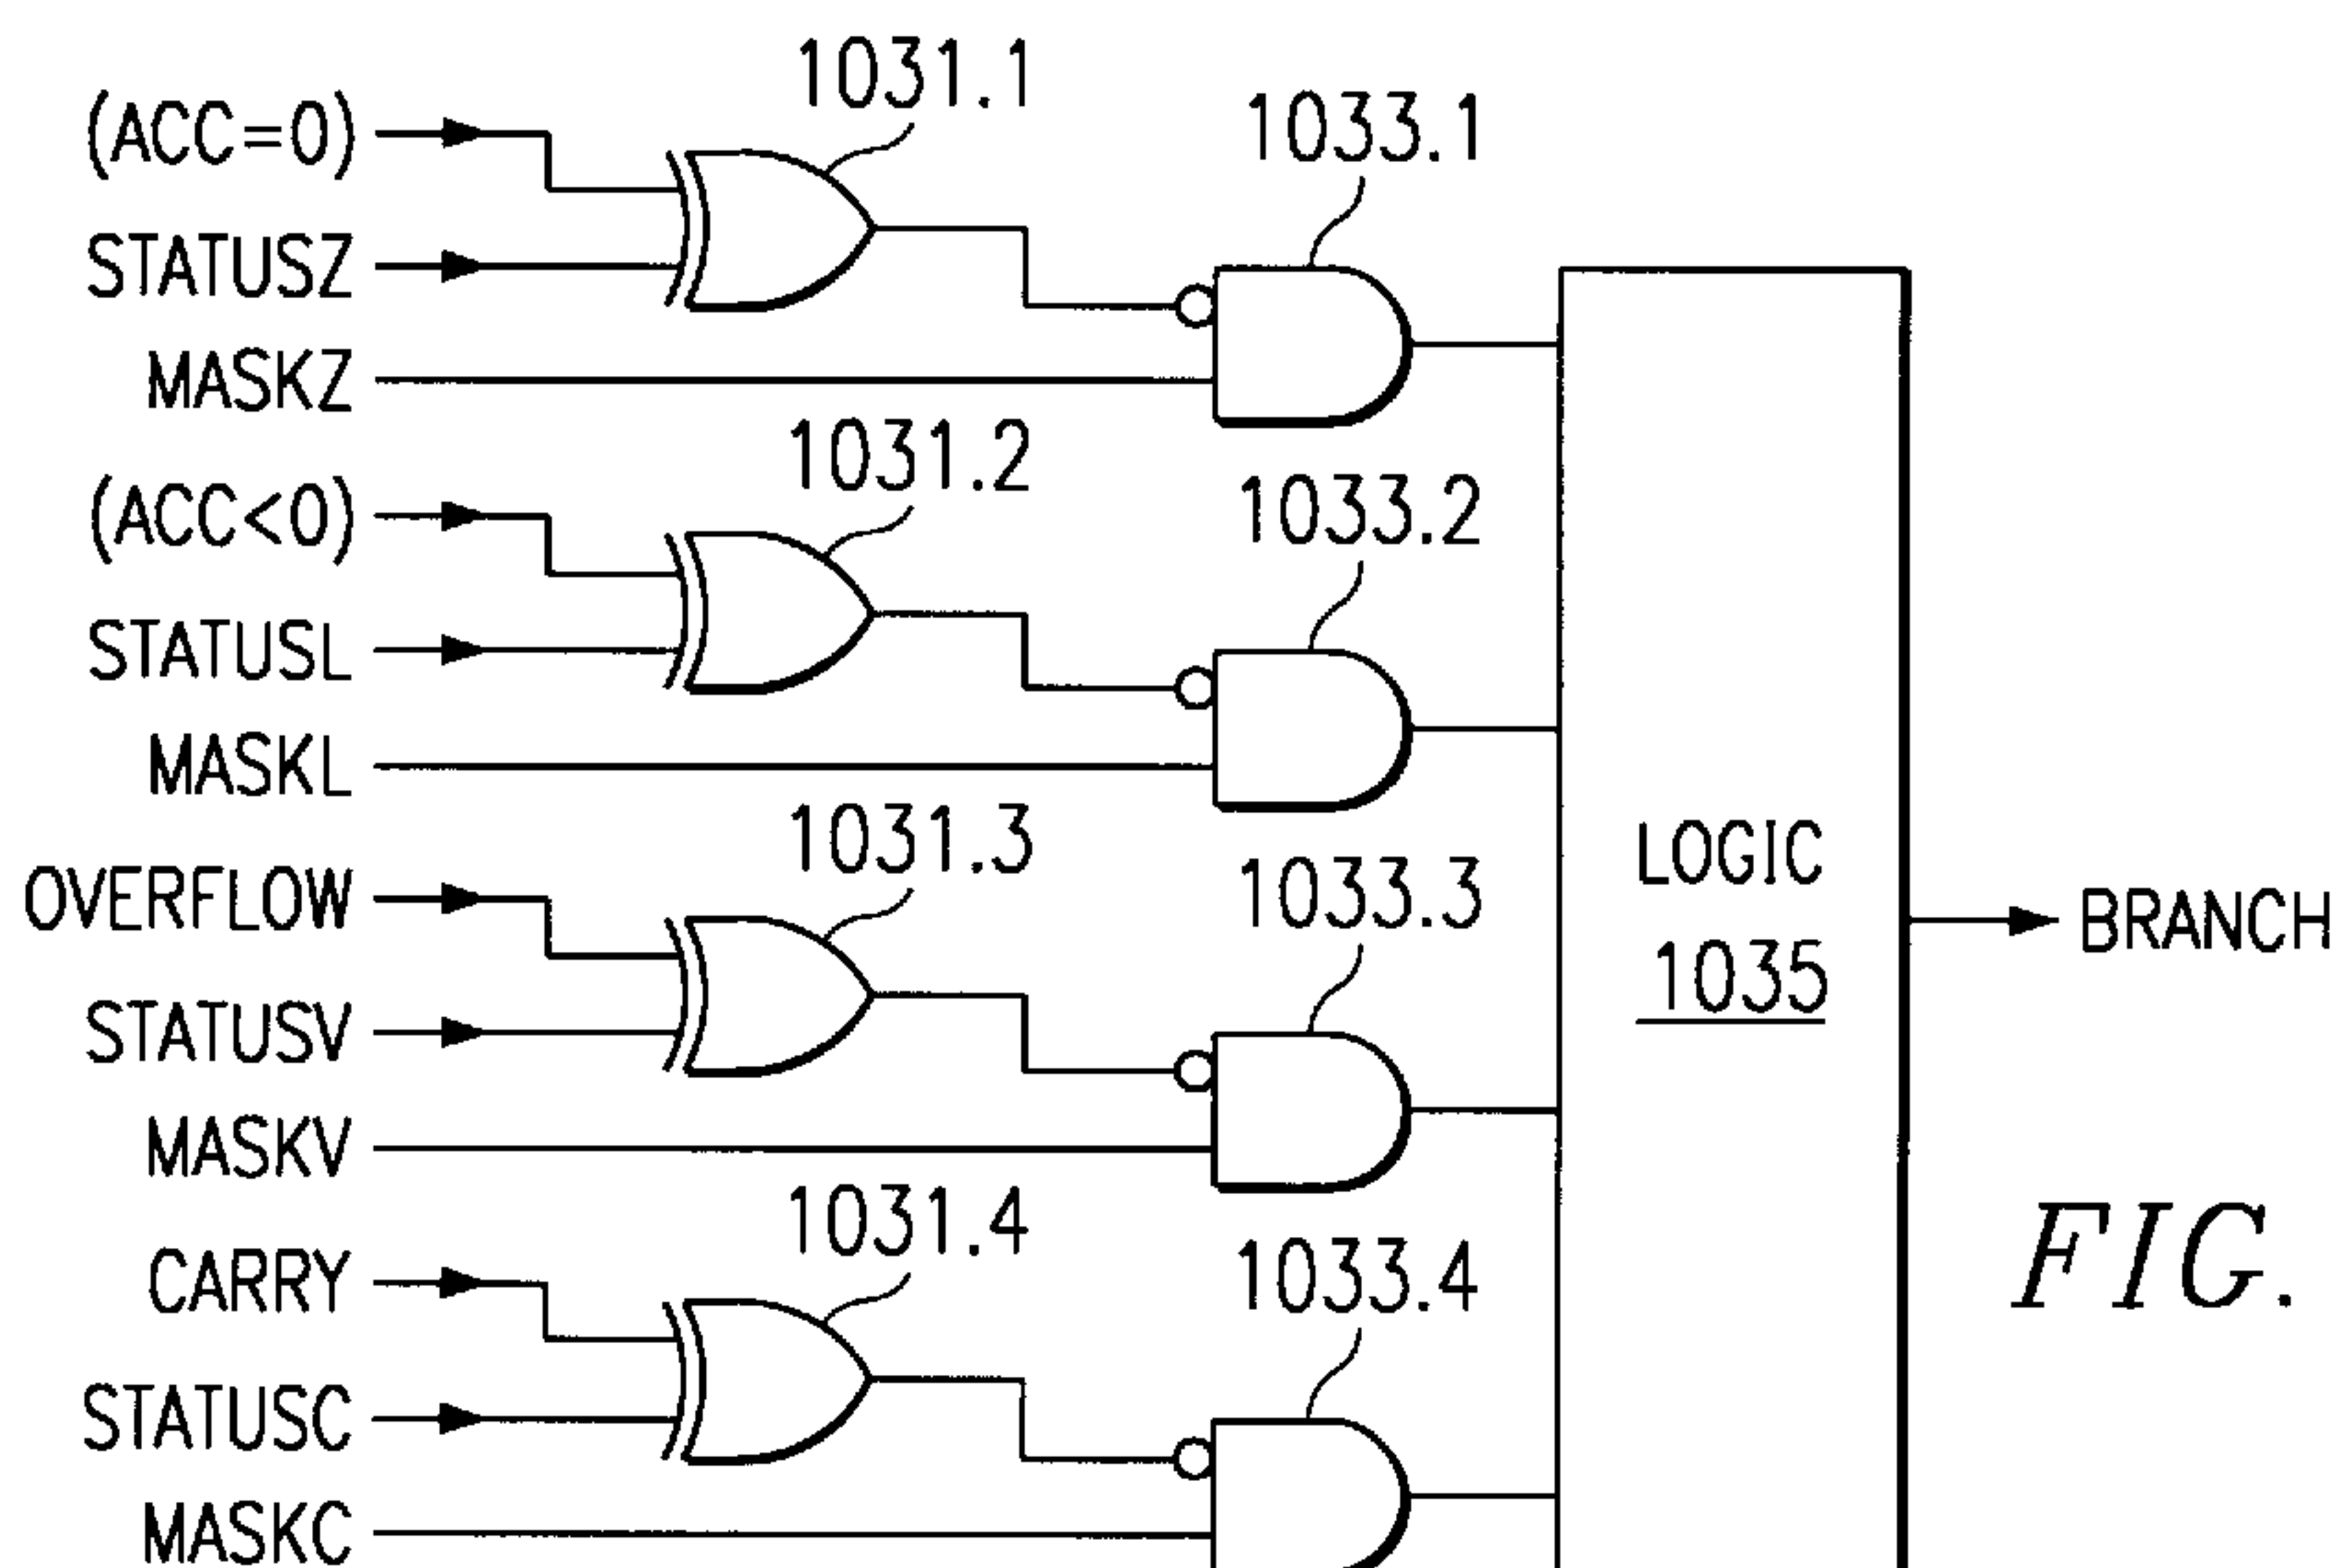 1031.1
1033.1
(ACC=0)
STATUSZ
MASKZ
1031.2
1033.2
(ACC<0)
STATUSL
MASKL
1031.3
1033.3
LOGIC
1035
BRANCH
OVERFLOW
STATUSV
MASKV
1031.4
1033.4
CARRY
STATUSC
MASKC
FIG.